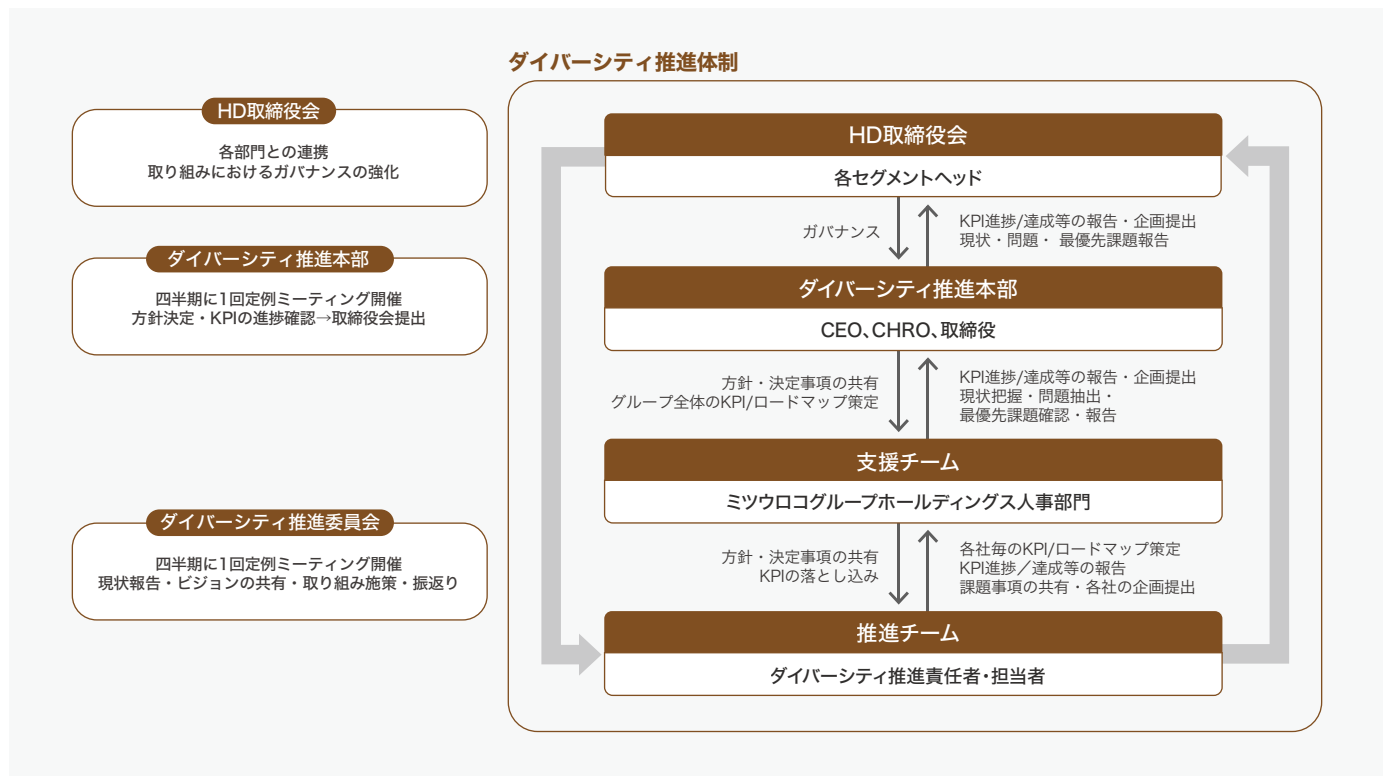 ダイバーシティ推進体制
HD取締役会
各部門との連携
取り組みにおけるガバナンスの強化
ダイバーシティ推進本部
四半期に1回定例ミーティング開催
方針決定・KPIの進捗確認→取締役会提出
ダイバーシティ推進委員会
四半期に1回定例ミーティング開催
現状報告・ビジョンの共有・取り組み施策・振返り
HD取締役会
各セグメントヘッド
ガバナンス
KPI進捗/達成等の報告・企画提出
現状・問題・ 最優先課題報告
ダイバーシティ推進本部
CEO、CHRO、取締役
方針・決定事項の共有
グループ全体のKPI/ロードマップ策定
KPI進捗/達成等の報告・企画提出
現状把握・問題抽出・
最優先課題確認・報告
支援チーム
ミツウロコグループホールディングス人事部門
方針・決定事項の共有
KPIの落とし込み
各社毎のKPI/ロードマップ策定
KPI進捗／達成等の報告
課題事項の共有・各社の企画提出
推進チーム
ダイバーシティ推進責任者・担当者